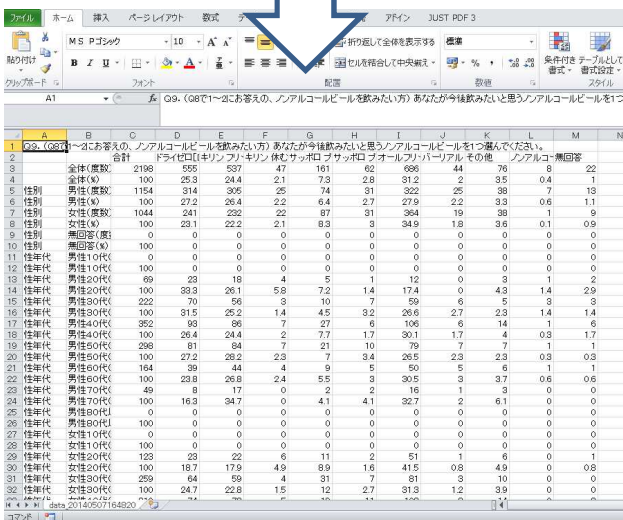 ファイル ホーム 挿入 ページレイアウト 数式 アドイン JUST PDF 3
MS Pゴシック 10 折り返して全体を表示する 標準
貼り付け B I U セルを結合して中央揃え 条件付き書式 テーブルとして書式設定
クリップボード フォント 配置 数値 スタイル
A1 fx Q9.(Q8で1~2にお答えの、ノンアルコールビールを飲みたい方) あなたが今後飲みたいと思うノンアルコールビールを1つ
A B C D E F G H I J K L M N
1 Q9.(Q8で1~2にお答えの、ノンアルコールビールを飲みたい方) あなたが今後飲みたいと思うノンアルコールビールを1つ選んでください。
2 合計 ドライゼロ キリン フリー キリン 休む サッポロ プ サッポロ プ オールフリー バーリアル その他 ノンアルコー 無回答
3 全体(度数) 2198 555 537 47 161 62 686 44 76 8 22
4 全体(%) 100 25.3 24.4 2.1 7.3 2.8 31.2 2 3.5 0.4 1
5 性別 男性(度数) 1154 314 305 25 74 31 322 25 38 7 13
6 性別 男性(%) 100 27.2 26.4 2.2 6.4 2.7 27.9 2.2 3.3 0.6 1.1
7 性別 女性(度数) 1044 241 232 22 87 31 364 19 38 1 9
8 性別 女性(%) 100 23.1 22.2 2.1 8.3 3 34.9 1.8 3.6 0.1 0.9
9 性別 無回答(度 0 0 0 0 0 0 0 0 0 0 0
10 性別 無回答(%) 100 0 0 0 0 0 0 0 0 0 0
11 性年代 男性10代( 0 0 0 0 0 0 0 0 0 0 0
12 性年代 男性10代( 100 0 0 0 0 0 0 0 0 0 0
13 性年代 男性20代( 69 23 18 4 5 1 12 0 3 1 2
14 性年代 男性20代( 100 33.3 26.1 5.8 7.2 1.4 17.4 0 4.3 1.4 2.9
15 性年代 男性30代( 222 70 56 3 10 7 59 6 5 3 3
16 性年代 男性30代( 100 31.5 25.2 1.4 4.5 3.2 26.6 2.7 2.3 1.4 1.4
17 性年代 男性40代( 352 93 86 7 27 6 106 6 14 1 6
18 性年代 男性40代( 100 26.4 24.4 2 7.7 1.7 30.1 1.7 4 0.3 1.7
19 性年代 男性50代( 298 81 84 7 21 10 79 7 7 1 1
20 性年代 男性50代( 100 27.2 28.2 2.3 7 3.4 26.5 2.3 2.3 0.3 0.3
21 性年代 男性60代( 164 39 44 4 9 5 50 5 6 1 1
22 性年代 男性60代( 100 23.8 26.8 2.4 5.5 3 30.5 3 3.7 0.6 0.6
23 性年代 男性70代( 49 8 17 0 2 2 16 1 3 0 0
24 性年代 男性70代( 100 16.3 34.7 0 4.1 4.1 32.7 2 6.1 0 0
25 性年代 男性80代 0 0 0 0 0 0 0 0 0 0 0
26 性年代 男性80代 100 0 0 0 0 0 0 0 0 0 0
27 性年代 女性10代( 0 0 0 0 0 0 0 0 0 0 0
28 性年代 女性10代( 100 0 0 0 0 0 0 0 0 0 0
29 性年代 女性20代( 123 23 22 6 11 2 51 1 6 0 1
30 性年代 女性20代( 100 18.7 17.9 4.9 8.9 1.6 41.5 0.8 4.9 0 0.8
31 性年代 女性30代( 259 64 59 4 31 7 81 3 10 0 0
32 性年代 女性30代( 100 24.7 22.8 1.5 12 2.7 31.3 1.2 3.9 0 0
data_20140507164820
コマンド